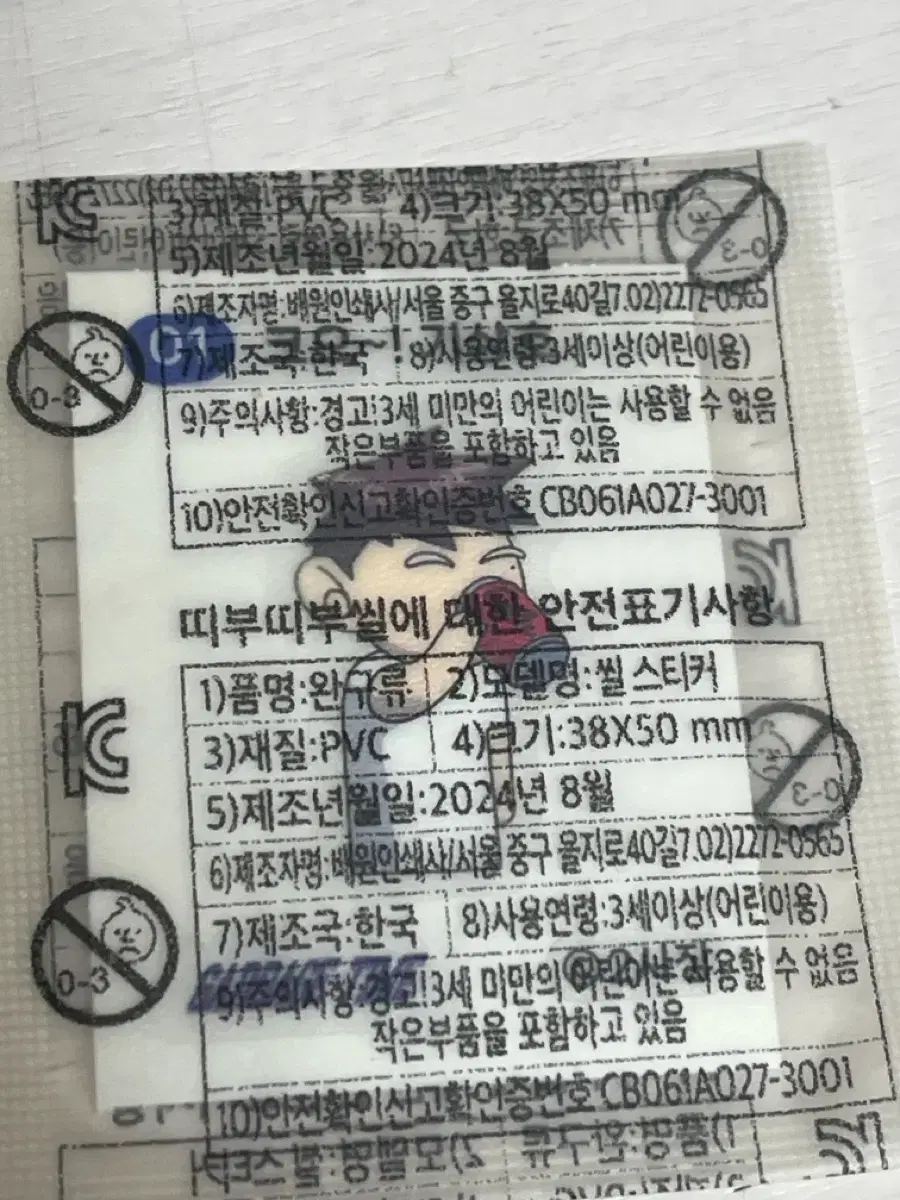 3)재질:PVC 4)크기:38X50 mm
5)제조년월일:2024년 8월
6)제조자명:배원인쇄사/서울 중구 을지로40길7.02)2272-0565
01
7)제조국:한국 8)사용연령:3세이상(어린이용)
0-3
0-3
9)주의사항:경고!3세 미만의 어린이는 사용할 수 없음
작은부품을 포함하고 있음
10)안전확인신고확인증번호 CB061A027-3001
띠부띠부씰에 대한 안전표기사항
1)품명:완구류 2)모델명:씰 스티커
3)재질:PVC 4)크기:38X50 mm
5)제조년월일:2024년 8월
0-3
6)제조자명:배원인쇄사/서울 중구 을지로40길7.02)2272-0565
7)제조국:한국 8)사용연령:3세이상(어린이용)
0-3
9)주의사항:경고!3세 미만의 어린이는 사용할 수 없음
작은부품을 포함하고 있음
10)안전확인신고확인증번호 CB061A027-3001